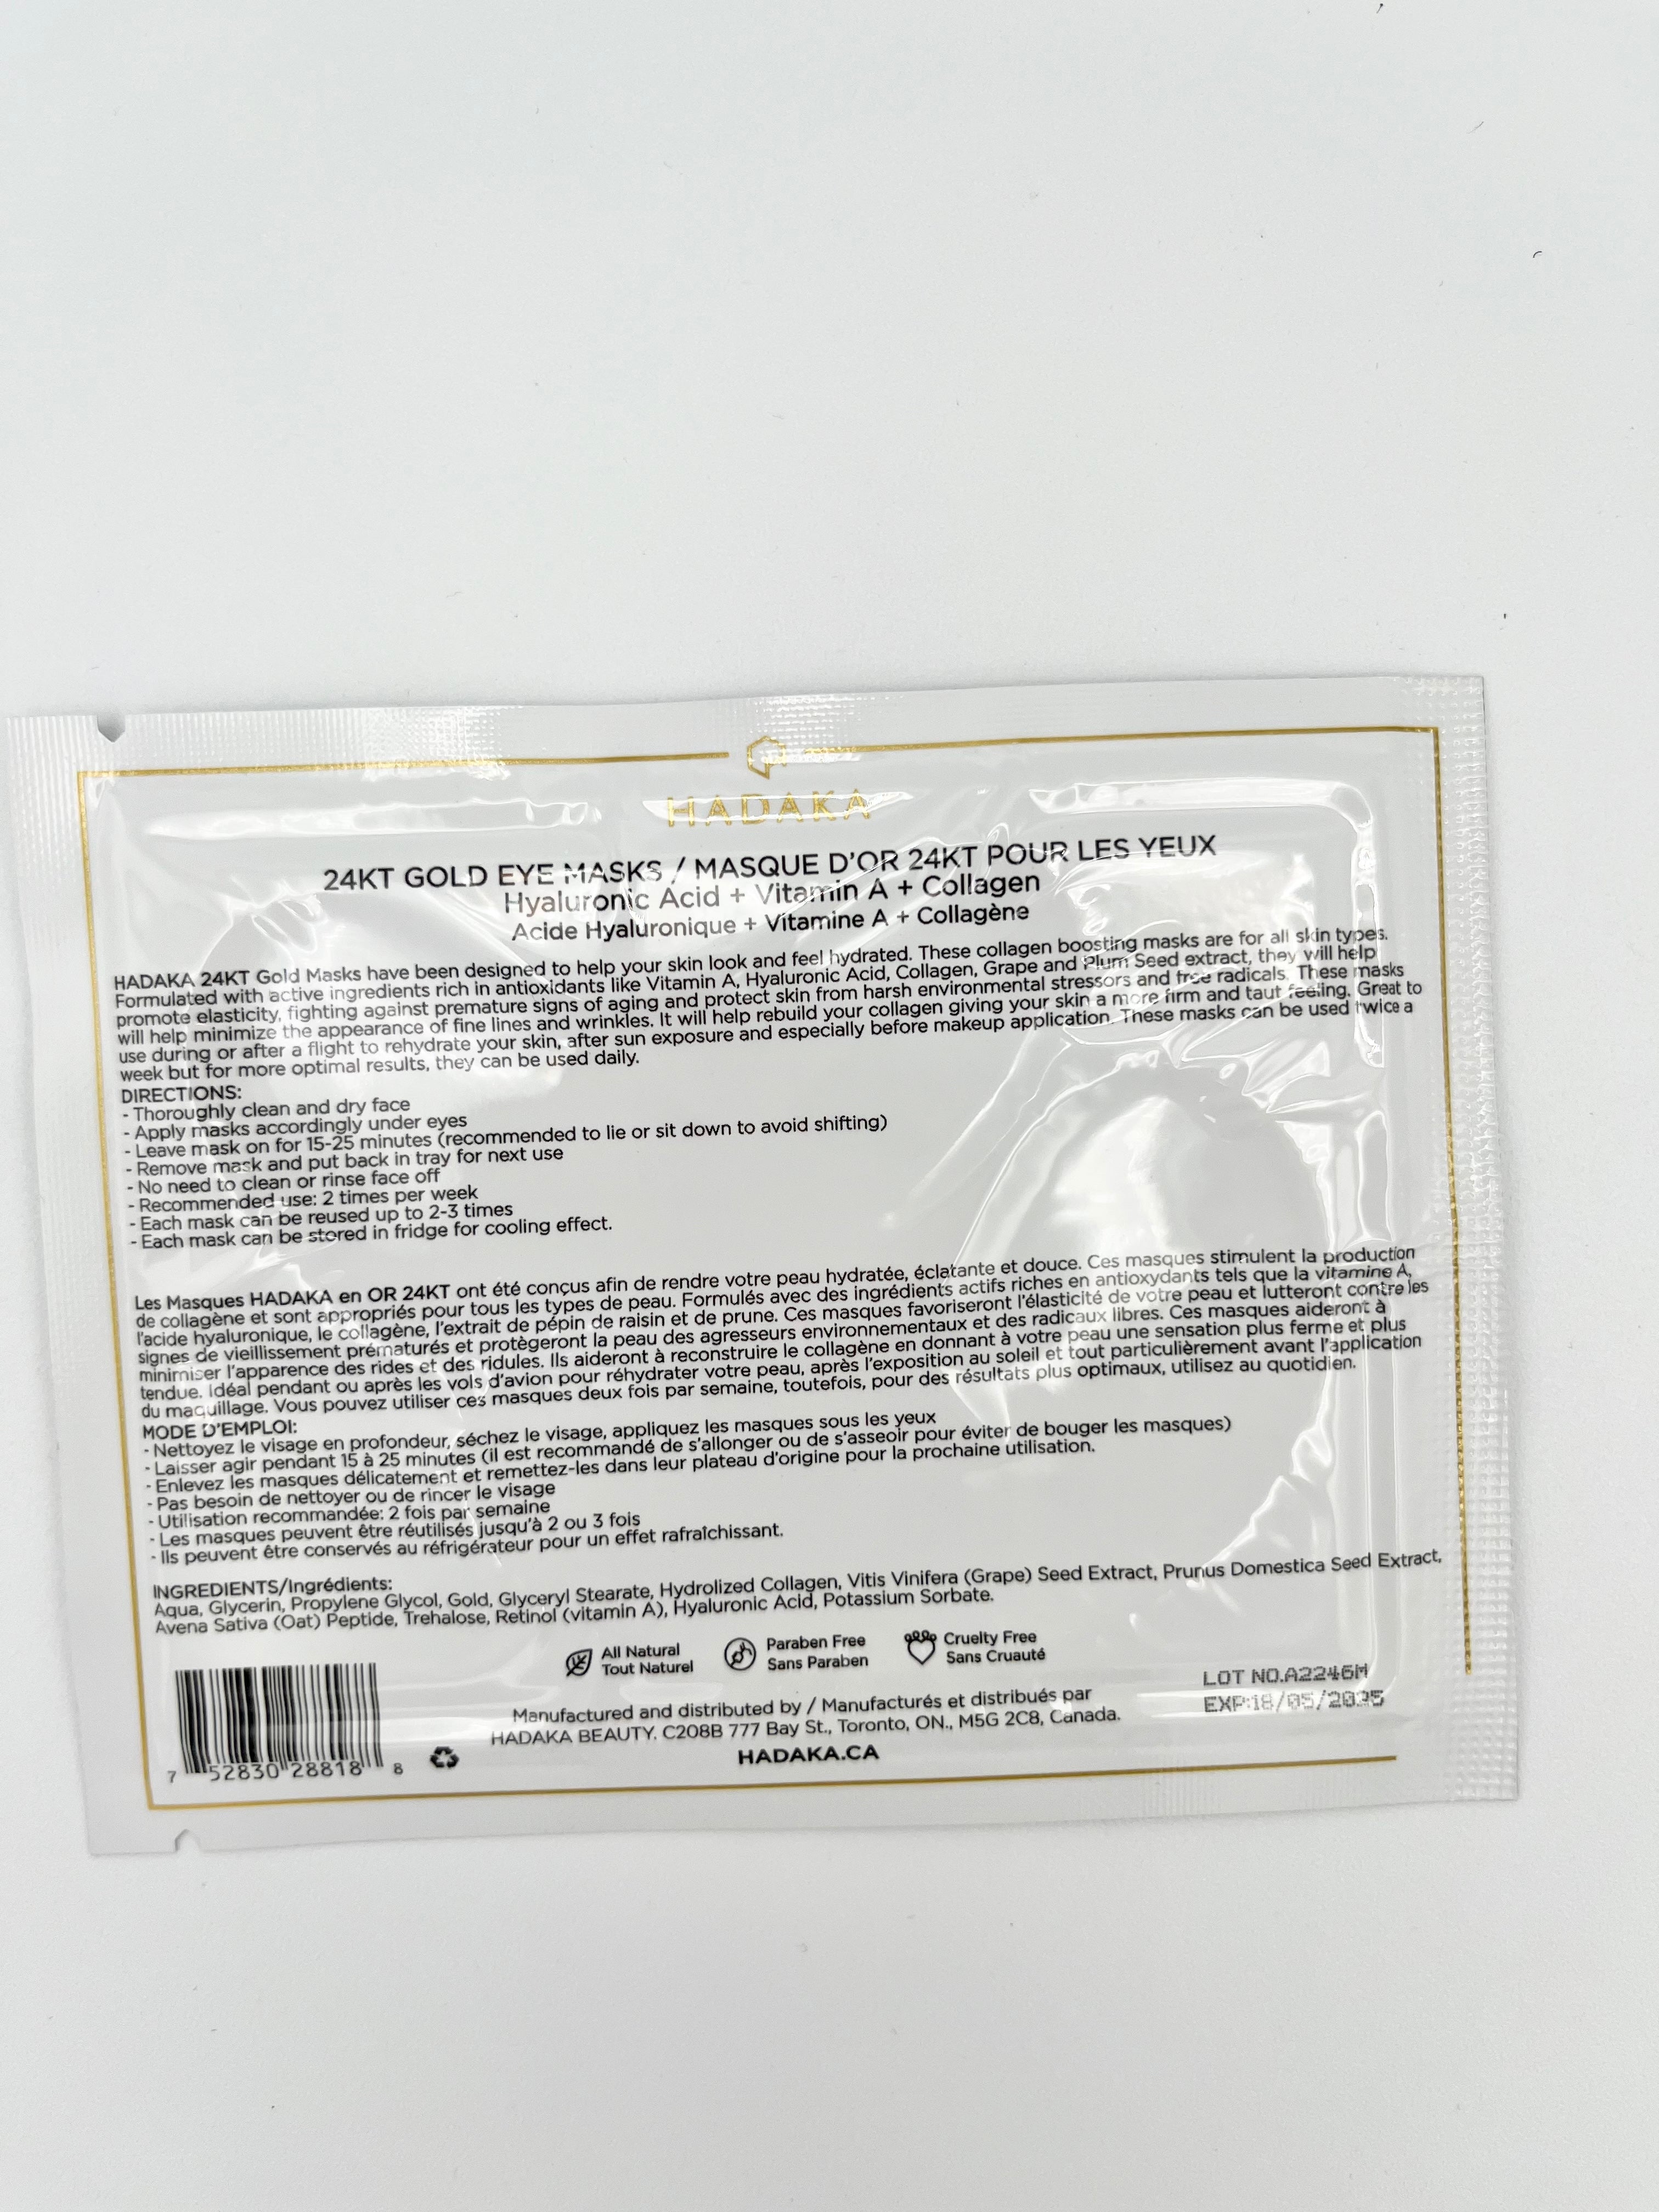 HADAKA
24KT GOLD EYE MASKS / MASQUE D'OR 24KT POUR LES YEUX
Hyaluronic Acid + Vitamin A + Collagen
Acide Hyaluronique + Vitamine A + Collagène
HADAKA 24KT Gold Masks have been designed to help your skin look and feel hydrated. These collagen boosting masks are for all skin types.
Formulated with active ingredients rich in antioxidants like Vitamin A, Hyaluronic Acid, Collagen, Grape and Plum Seed extract, they will help
promote elasticity, fighting against premature signs of aging and protect skin from harsh environmental stressors and free radicals. These masks
will help minimize the appearance of fine lines and wrinkles. It will help rebuild your collagen giving your skin a more firm and taut feeling. Great to
use during or after a flight to rehydrate your skin, after sun exposure and especially before makeup application. These masks can be used twice a
week but for more optimal results, they can be used daily.
DIRECTIONS:
- Thoroughly clean and dry face
- Apply masks accordingly under eyes
- Leave mask on for 15-25 minutes (recommended to lie or sit down to avoid shifting)
- Remove mask and put back in tray for next use
- No need to clean or rinse face off
- Recommended use: 2 times per week
- Each mask can be reused up to 2-3 times
- Each mask can be stored in fridge for cooling effect.
Les Masques HADAKA en OR 24KT ont été conçus afin de rendre votre peau hydratée, éclatante et douce. Ces masques stimulent la production
de collagène et sont appropriés pour tous les types de peau. Formulés avec des ingrédients actifs riches en antioxydants tels que la vitamine A,
l'acide hyaluronique, le collagène, l'extrait de pépin de raisin et de prune. Ces masques favoriseront l'élasticité de votre peau et lutteront contre les
signes de vieillissement prématurés et protègeront la peau des agresseurs environnementaux et des radicaux libres. Ces masques aideront à
minimiser l'apparence des rides et des ridules. Ils aideront à reconstruire le collagène en donnant à votre peau une sensation plus ferme et plus
tendue. Idéal pendant ou après les vols d'avion pour réhydrater votre peau, après l'exposition au soleil et tout particulièrement avant l'application
du maquillage. Vous pouvez utiliser ces masques deux fois par semaine, toutefois, pour des résultats plus optimaux, utilisez au quotidien.
MODE D'EMPLOI:
- Nettoyez le visage en profondeur, séchez le visage, appliquez les masques sous les yeux
- Laisser agir pendant 15 à 25 minutes (il est recommandé de s'allonger ou de s'asseoir pour éviter de bouger les masques)
- Enlevez les masques délicatement et remettez-les dans leur plateau d'origine pour la prochaine utilisation.
- Pas besoin de nettoyer ou de rincer le visage
- Utilisation recommandée: 2 fois par semaine
- Les masques peuvent être réutilisés jusqu'à 2 ou 3 fois
- Ils peuvent être conservés au réfrigérateur pour un effet rafraîchissant.
INGREDIENTS/Ingrédients:
Aqua, Glycerin, Propylene Glycol, Gold, Glyceryl Stearate, Hydrolized Collagen, Vitis Vinifera (Grape) Seed Extract, Prunus Domestica Seed Extract,
Avena Sativa (Oat) Peptide, Trehalose, Retinol (vitamin A), Hyaluronic Acid, Potassium Sorbate.
All Natural
Tout Naturel
Paraben Free
Sans Paraben
Cruelty Free
Sans Cruauté
LOT NO.A2246M
EXP:18/05/2025
Manufactured and distributed by / Manufacturés et distribués par
HADAKA BEAUTY. C208B 777 Bay St., Toronto, ON., M5G 2C8, Canada.
HADAKA.CA
7 52830 28818 8